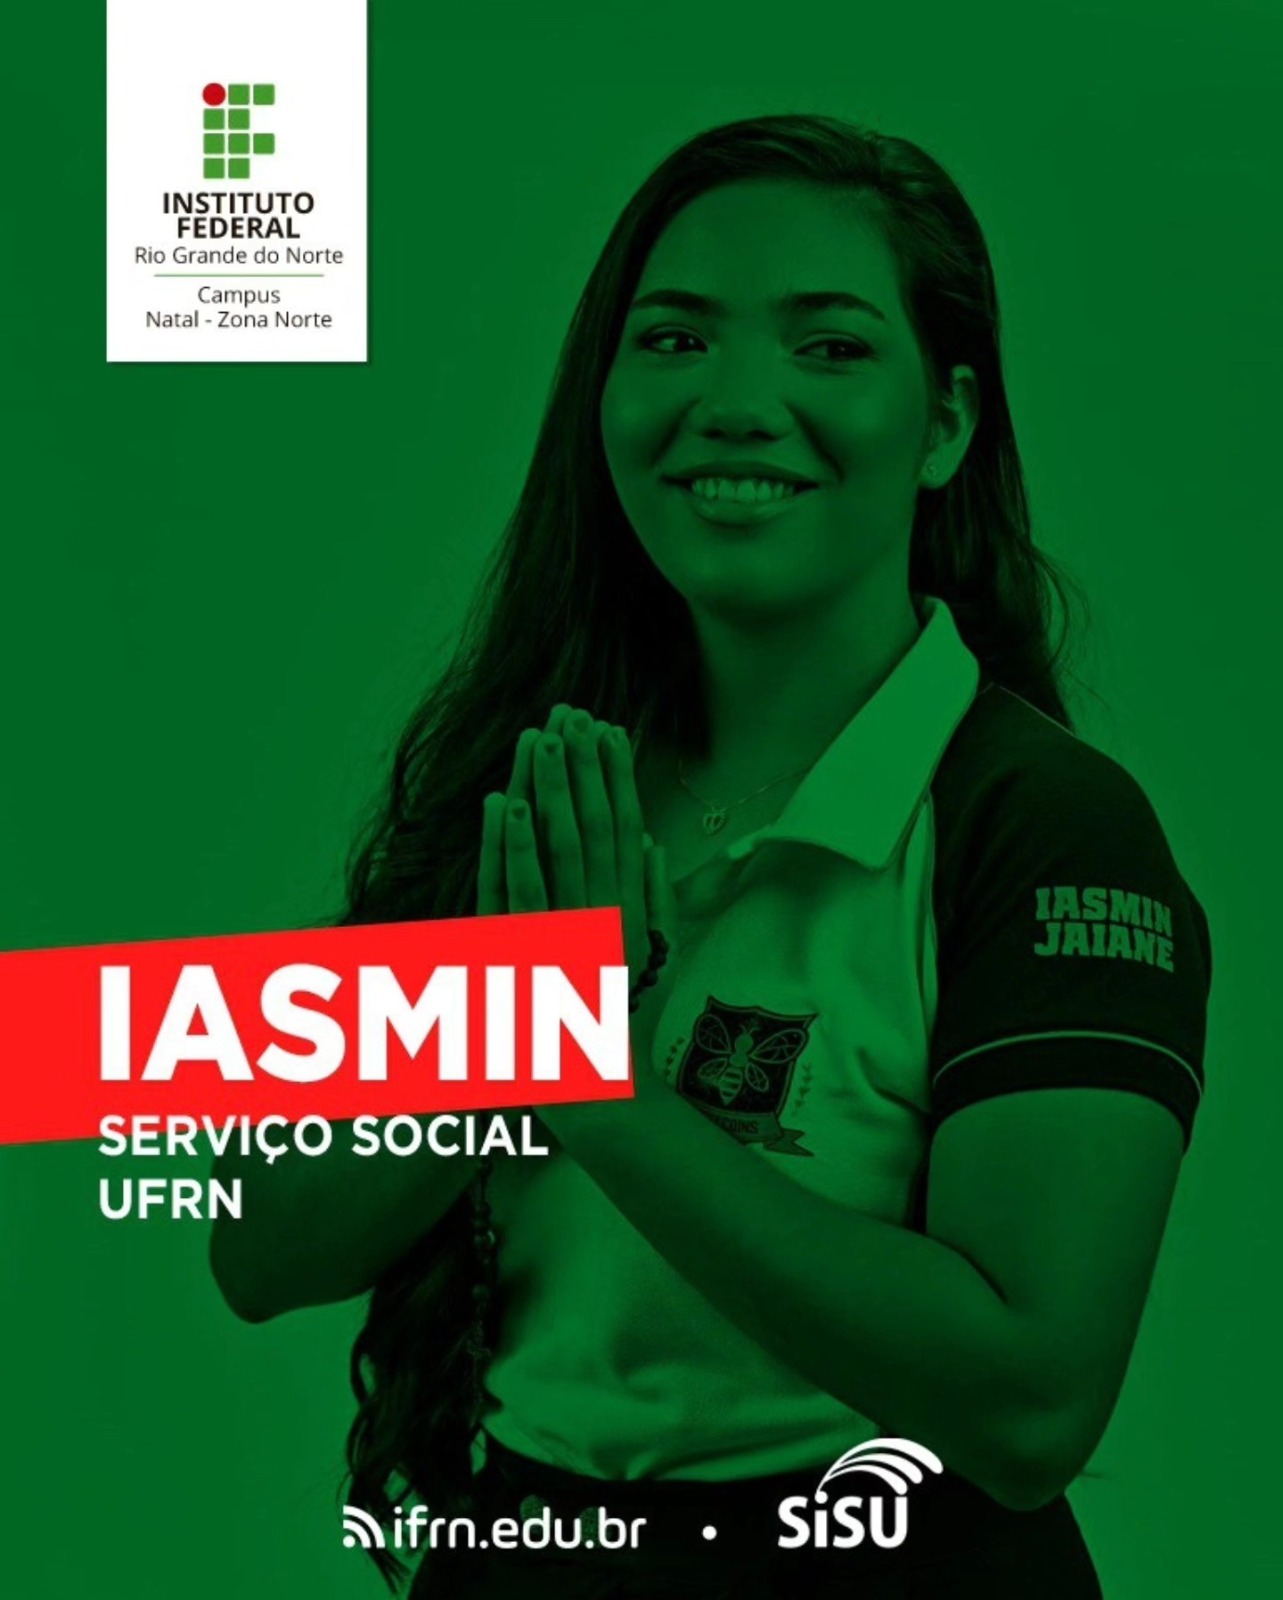 INSTITUTO
FEDERAL
Rio Grande do Norte
Campus
Natal - Zona Norte
IASMIN
JAIANE
IASMIN
SERVIÇO SOCIAL
UFRN
ifrn.edu.br • SiSU